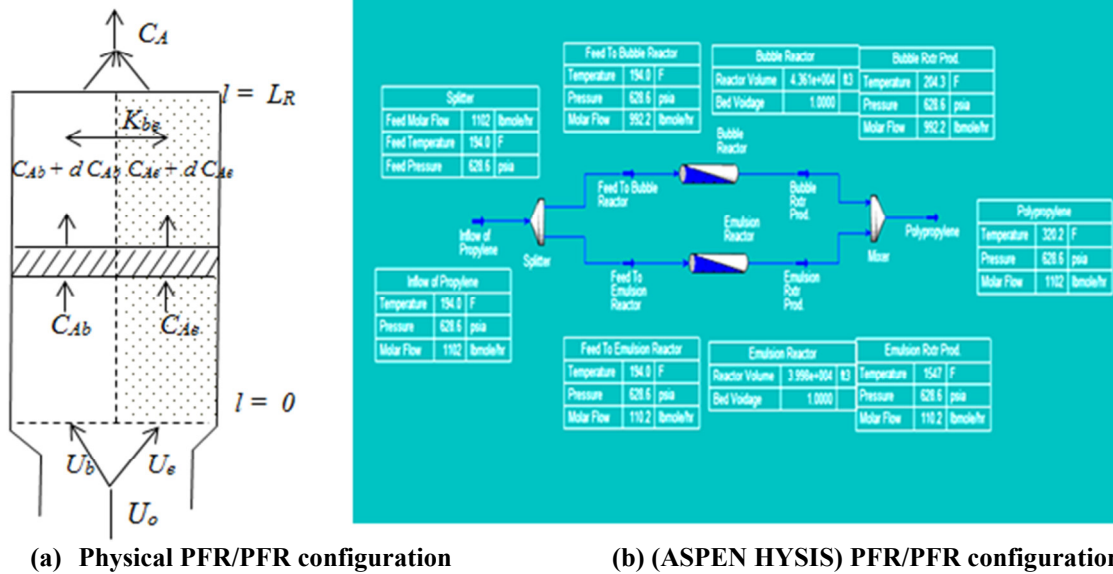 C_A
l = L_R
K_be
C_Ab + d C_Ab C_Ae + d C_Ae
C_Ab
C_Ae
l = 0
U_b
U_e
U_o
Splitter
Feed Molar Flow 1102 lbmole/hr
Feed Temperature 194.0 F
Feed Pressure 628.6 psia
Feed To Bubble Reactor
Temperature 194.0 F
Pressure 628.6 psia
Molar Flow 992.2 lbmole/hr
Bubble Reactor
Reactor Volume 4.361e+004 ft3
Bed Voidage 1.0000
Bubble Rxtr Prod.
Temperature 204.3 F
Pressure 628.6 psia
Molar Flow 992.2 lbmole/hr
Bubble
Reactor
Feed To Bubble
Reactor
Bubble
Rxtr
Prod.
Inflow of
Propylene
Splitter
Emulsion
Reactor
Feed To
Emulsion
Reactor
Emulsion
Rxtr
Prod.
Mixer
Polypropylene
Polypropylene
Temperature 320.2 F
Pressure 628.6 psia
Molar Flow 1102 lbmole/hr
Inflow of Propylene
Temperature 194.0 F
Pressure 628.6 psia
Molar Flow 1102 lbmole/hr
Feed To Emulsion Reactor
Temperature 194.0 F
Pressure 628.6 psia
Molar Flow 110.2 lbmole/hr
Emulsion Reactor
Reactor Volume 3.996e+004 ft3
Bed Voidage 1.0000
Emulsion Rxtr Prod.
Temperature 1547 F
Pressure 628.6 psia
Molar Flow 110.2 lbmole/hr
(a) Physical PFR/PFR configuration
(b) (ASPEN HYSIS) PFR/PFR configuration